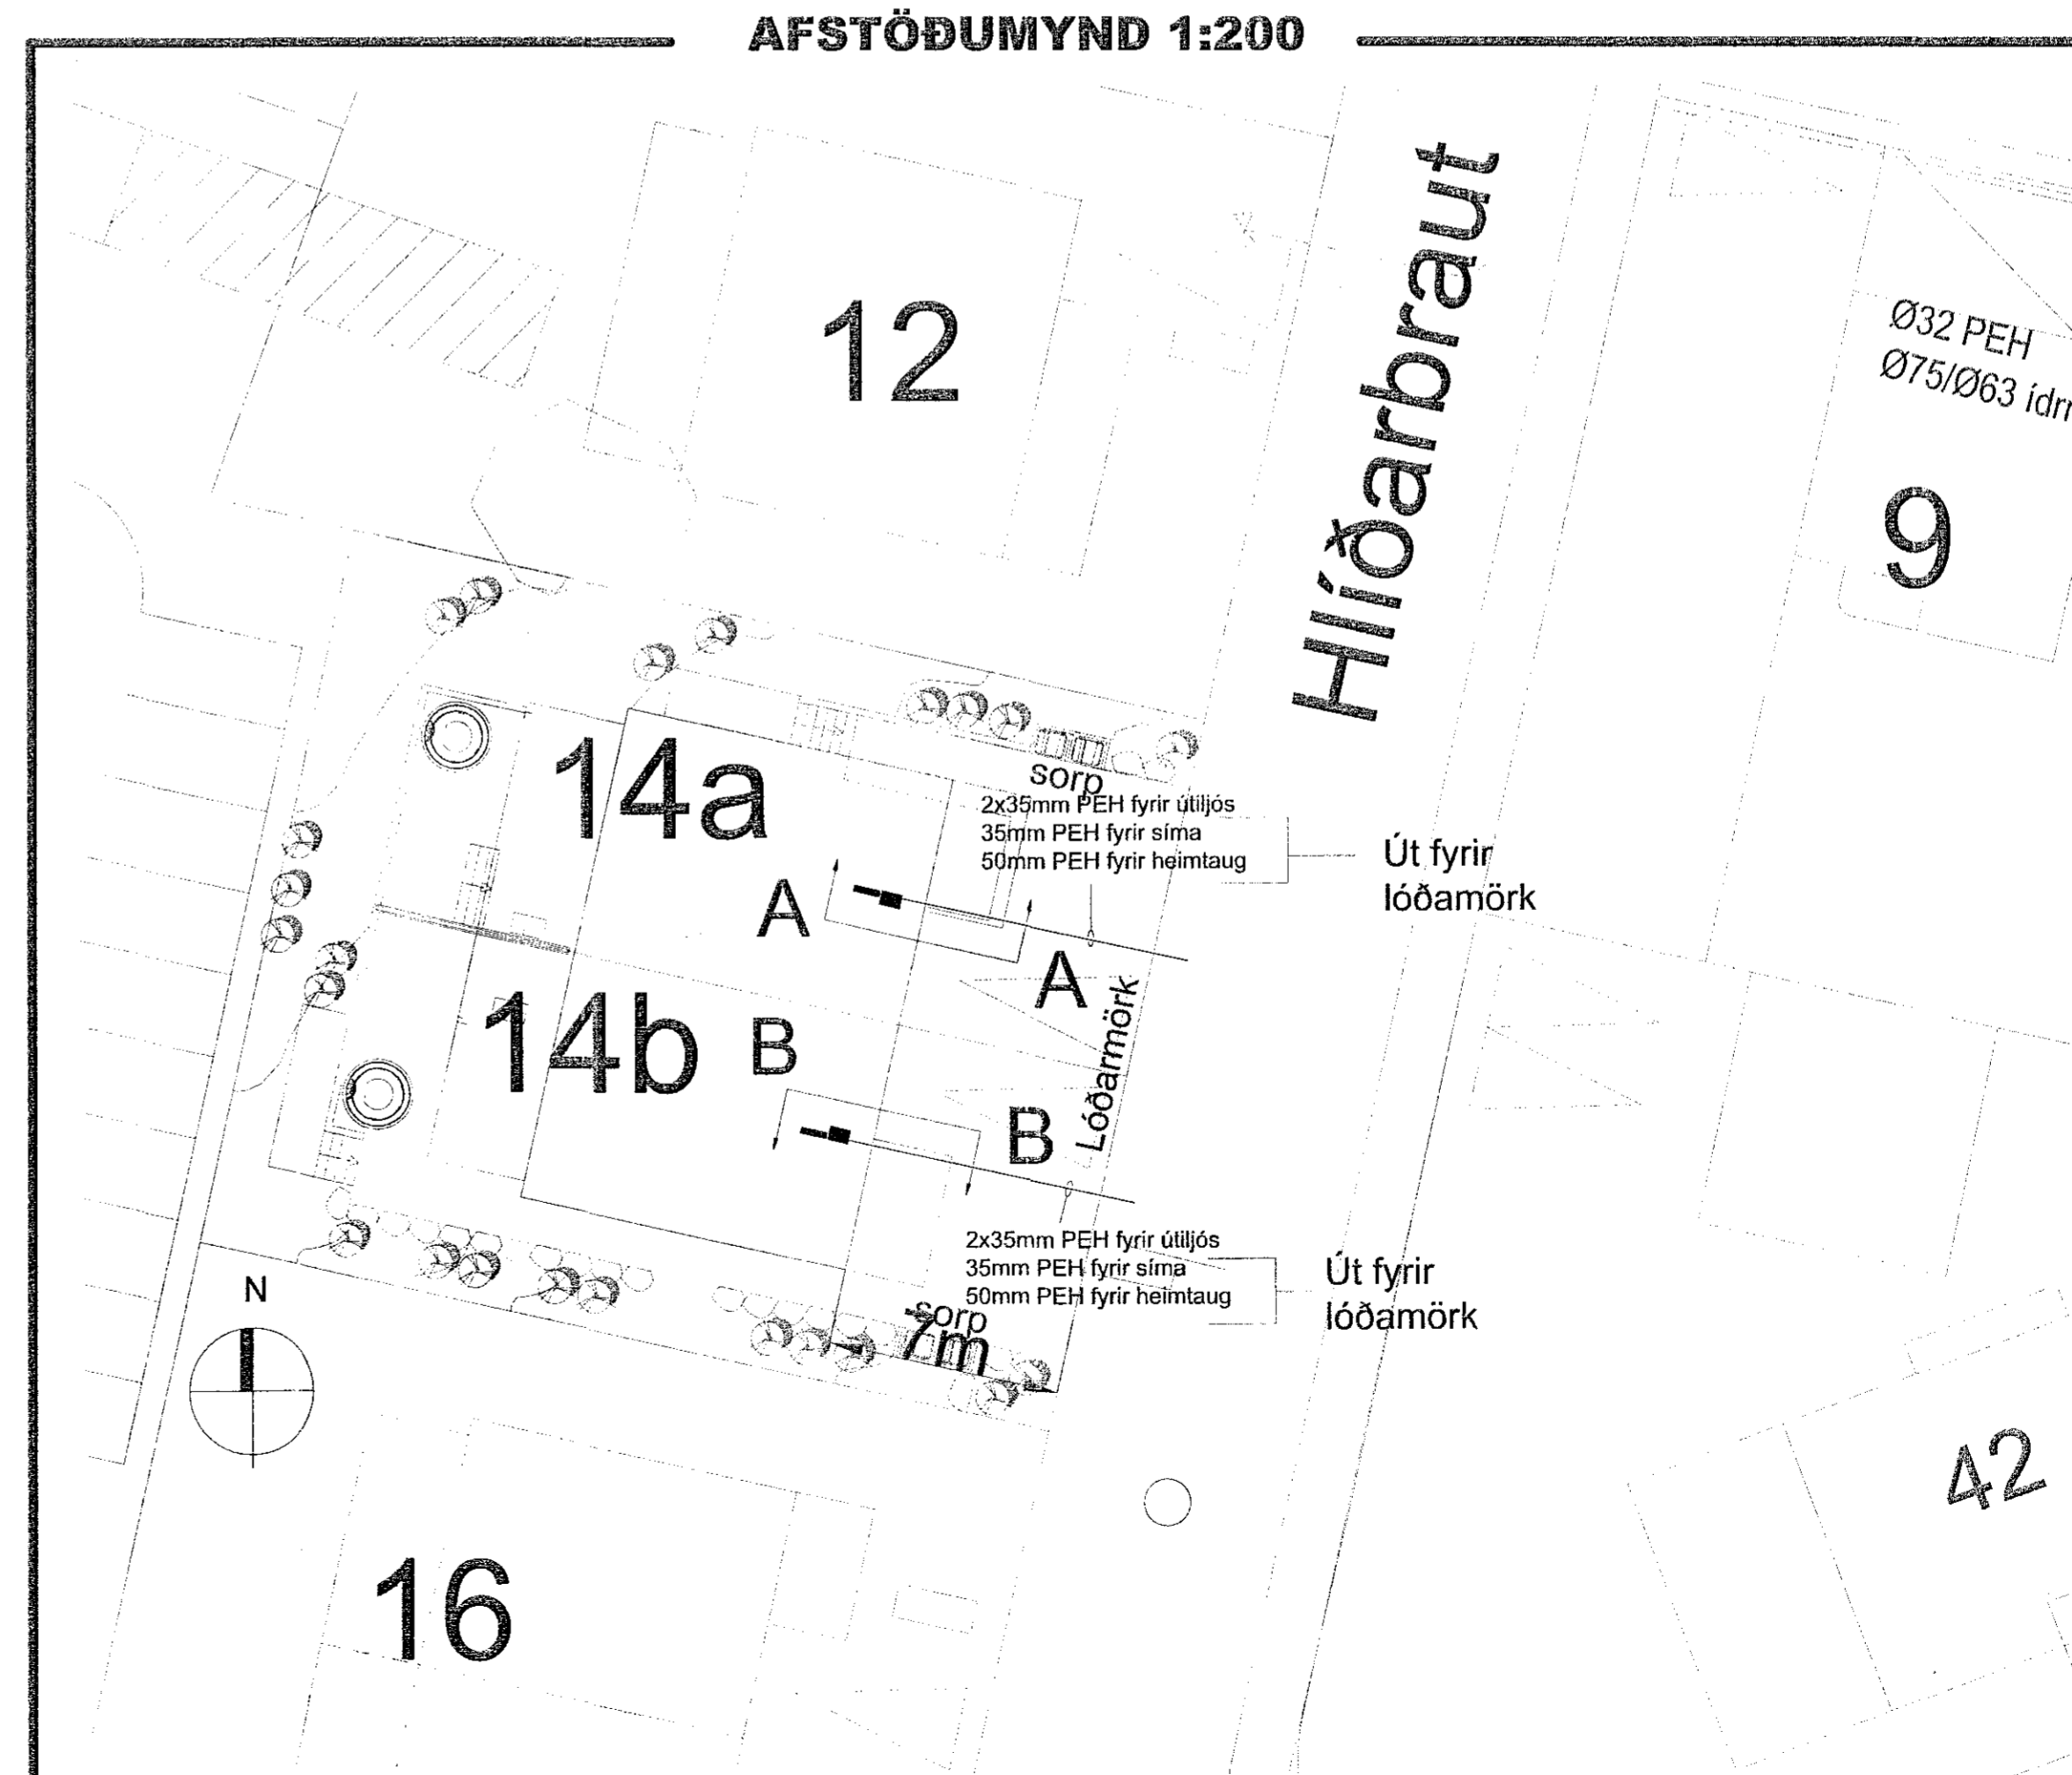 AFSTÖÐUMYND 1:200
12
Hlíðarbraut
Ø32 PEH
Ø75/Ø63
9
14a
sorp
2x35mm PEH fyrir útiljós
35mm PEH fyrir síma
50mm PEH fyrir heimtaug
Út fyrir
lóðamörk
A
A
14b
B
B
Lóðarmörk
2x35mm PEH fyrir útiljós
35mm PEH fyrir síma
50mm PEH fyrir heimtaug
Út fyrir
lóðamörk
sorp
7m
N
42
16